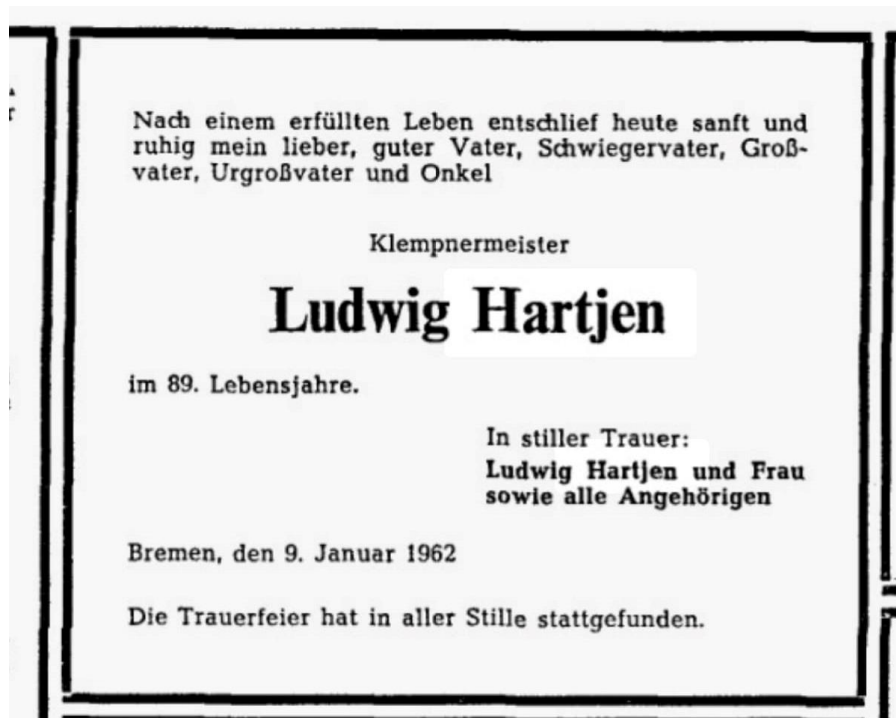 Nach einem erfüllten Leben entschlief heute sanft und
ruhig mein lieber, guter Vater, Schwiegervater, Groß-
vater, Urgroßvater und Onkel
Klempnermeister
Ludwig Hartjen
im 89. Lebensjahre.
In stiller Trauer:
Ludwig Hartjen und Frau
sowie alle Angehörigen
Bremen, den 9. Januar 1962
Die Trauerfeier hat in aller Stille stattgefunden.